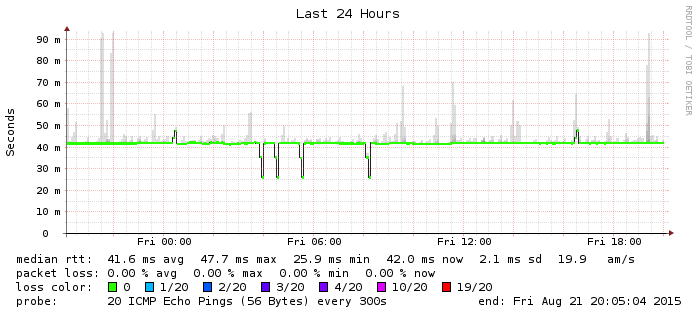 Last 24 Hours
RRDTOOL / TOBI OETIKER
Seconds
90 m
80 m
70 m
60 m
50 m
40 m
30 m
20 m
10 m
0
Fri 00:00 Fri 06:00 Fri 12:00 Fri 18:00
median rtt: 41.6 ms avg 47.7 ms max 25.9 ms min 42.0 ms now 2.1 ms sd 19.9 am/s
packet loss: 0.00 % avg 0.00 % max 0.00 % min 0.00 % now
loss color: 0 1/20 2/20 3/20 4/20 10/20 19/20
probe: 20 ICMP Echo Pings (56 Bytes) every 300s end: Fri Aug 21 20:05:04 2015